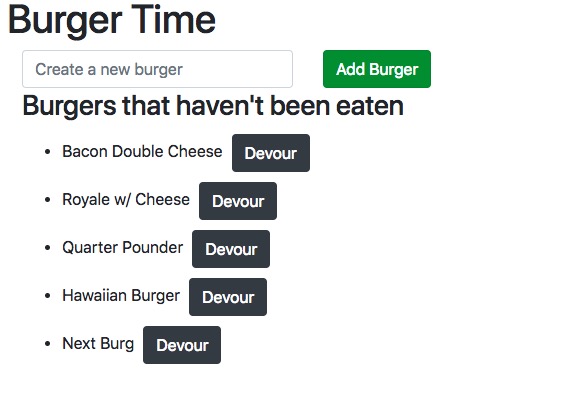 Burger Time
Create a new burger Add Burger
Burgers that haven't been eaten
Bacon Double Cheese Devour
Royale w/ Cheese Devour
Quarter Pounder Devour
Hawaiian Burger Devour
Next Burg Devour